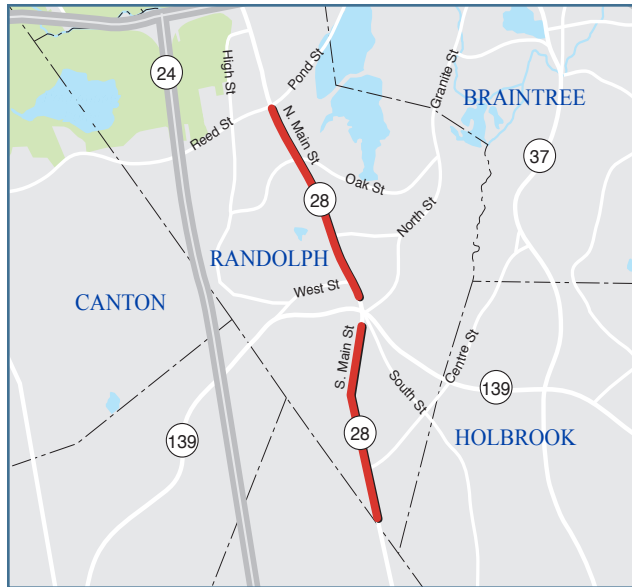 24
High St
Pond St
Granite St
BRAINTREE
Reed St
N. Main St
37
Oak St
28
North St
RANDOLPH
CANTON
West St
S. Main St
Centre St
South St
139
139
28
HOLBROOK